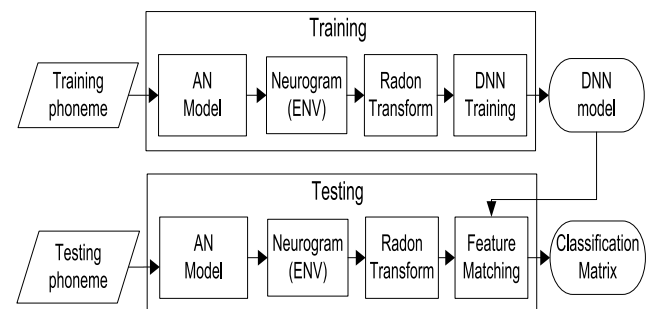 Training
Training
phoneme
AN
Model
Neurogram
(ENV)
Radon
Transform
DNN
Training
DNN
model
Testing
Testing
phoneme
AN
Model
Neurogram
(ENV)
Radon
Transform
Feature
Matching
Classification
Matrix